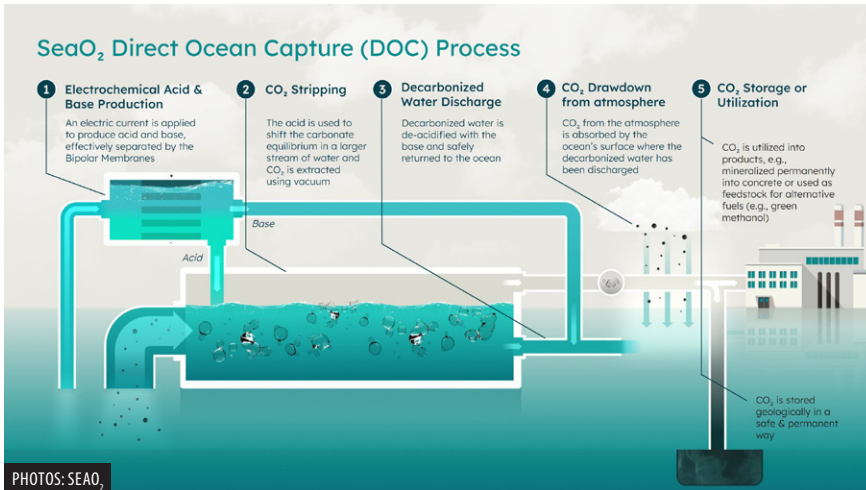 SeaO₂ Direct Ocean Capture (DOC) Process
1
Electrochemical Acid &
Base Production
An electric current is applied
to produce acid and base,
effectively separated by the
Bipolar Membranes
2
CO₂ Stripping
The acid is used to
shift the carbonate
equilibrium in a larger
stream of water and
CO₂ is extracted
using vacuum
3
Decarbonized
Water Discharge
Decarbonized water is
de-acidified with the
base and safely
returned to the ocean
4
CO₂ Drawdown
from atmosphere
CO₂ from the atmosphere
is absorbed by the
ocean's surface where the
decarbonized water has
been discharged
5
CO₂ Storage or
Utilization
CO₂ is utilized into
products, e.g.,
mineralized permanently
into concrete or used as
feedstock for alternative
fuels (e.g., green
methanol)
Base
Acid
CO₂ is stored
geologically in a
safe & permanent
way
PHOTOS: SEAO₂